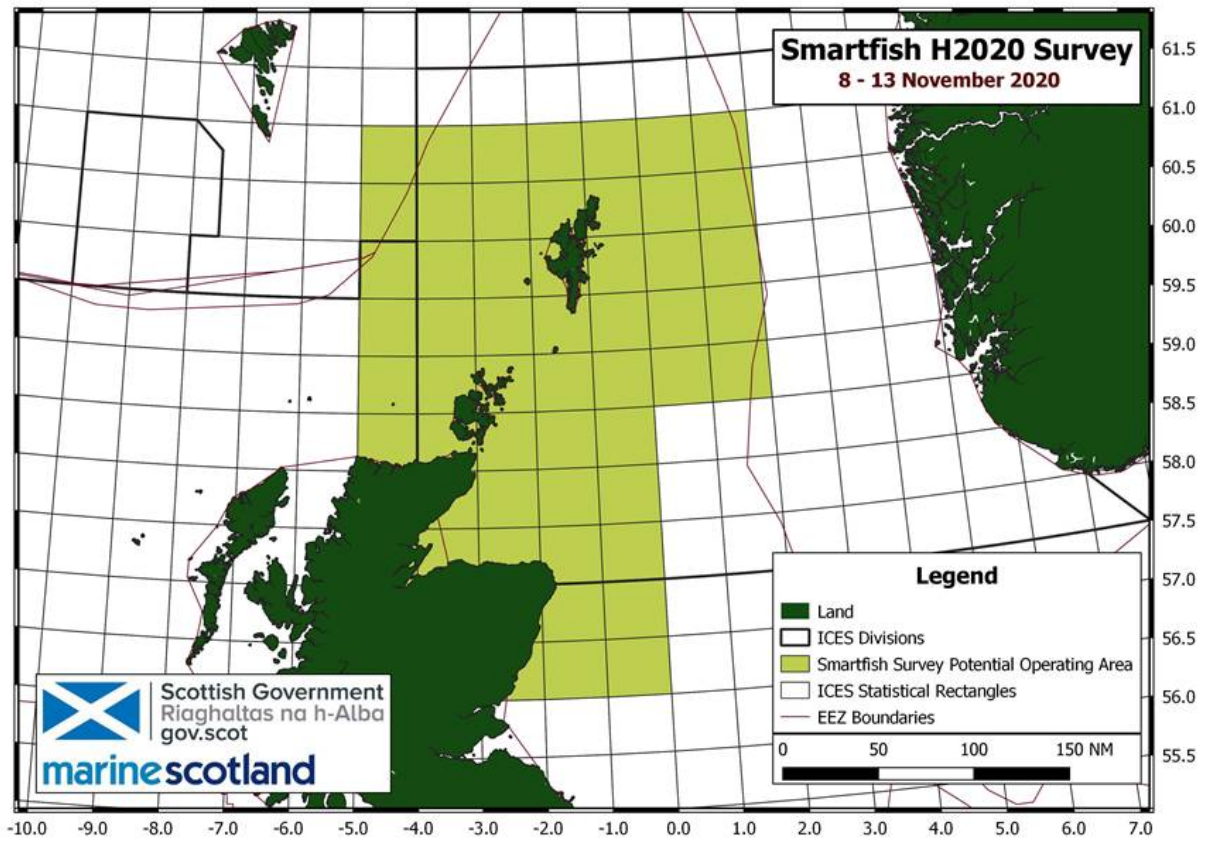 Smartfish H2020 Survey
8 - 13 November 2020
61.5
61.0
60.5
60.0
59.5
59.0
58.5
58.0
57.5
57.0
56.5
56.0
55.5
Legend
Land
ICES Divisions
Smartfish Survey Potential Operating Area
ICES Statistical Rectangles
EEZ Boundaries
0 50 100 150 NM
Scottish Government
Riaghaltas na h-Alba
gov.scot
marinescotland
-10.0 -9.0 -8.0 -7.0 -6.0 -5.0 -4.0 -3.0 -2.0 -1.0 0.0 1.0 2.0 3.0 4.0 5.0 6.0 7.0